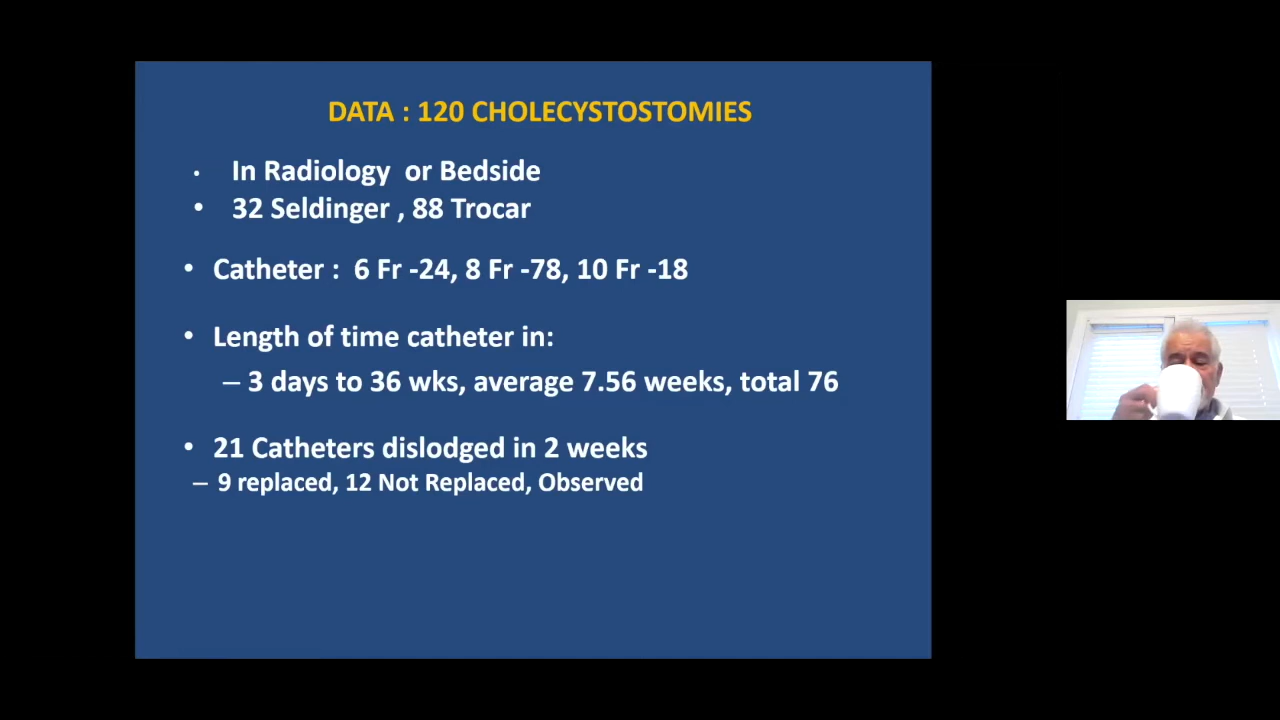 DATA : 120 CHOLECYSTOSTOMIES
• In Radiology or Bedside
• 32 Seldinger , 88 Trocar
• Catheter : 6 Fr -24, 8 Fr -78, 10 Fr -18
• Length of time catheter in:
– 3 days to 36 wks, average 7.56 weeks, total 76
• 21 Catheters dislodged in 2 weeks
– 9 replaced, 12 Not Replaced, Observed